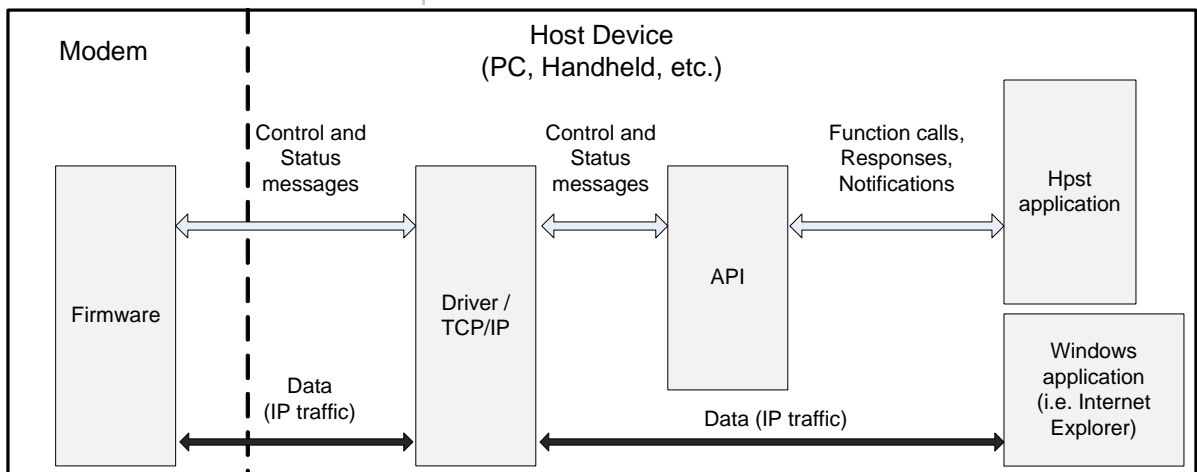 Modem
Host Device
(PC, Handheld, etc.)
Control and
Status
messages
Control and
Status
messages
Function calls,
Responses,
Notifications
Hpst
application
Firmware
Driver /
TCP/IP
API
Windows
application
(i.e. Internet
Explorer)
Data
(IP traffic)
Data (IP traffic)